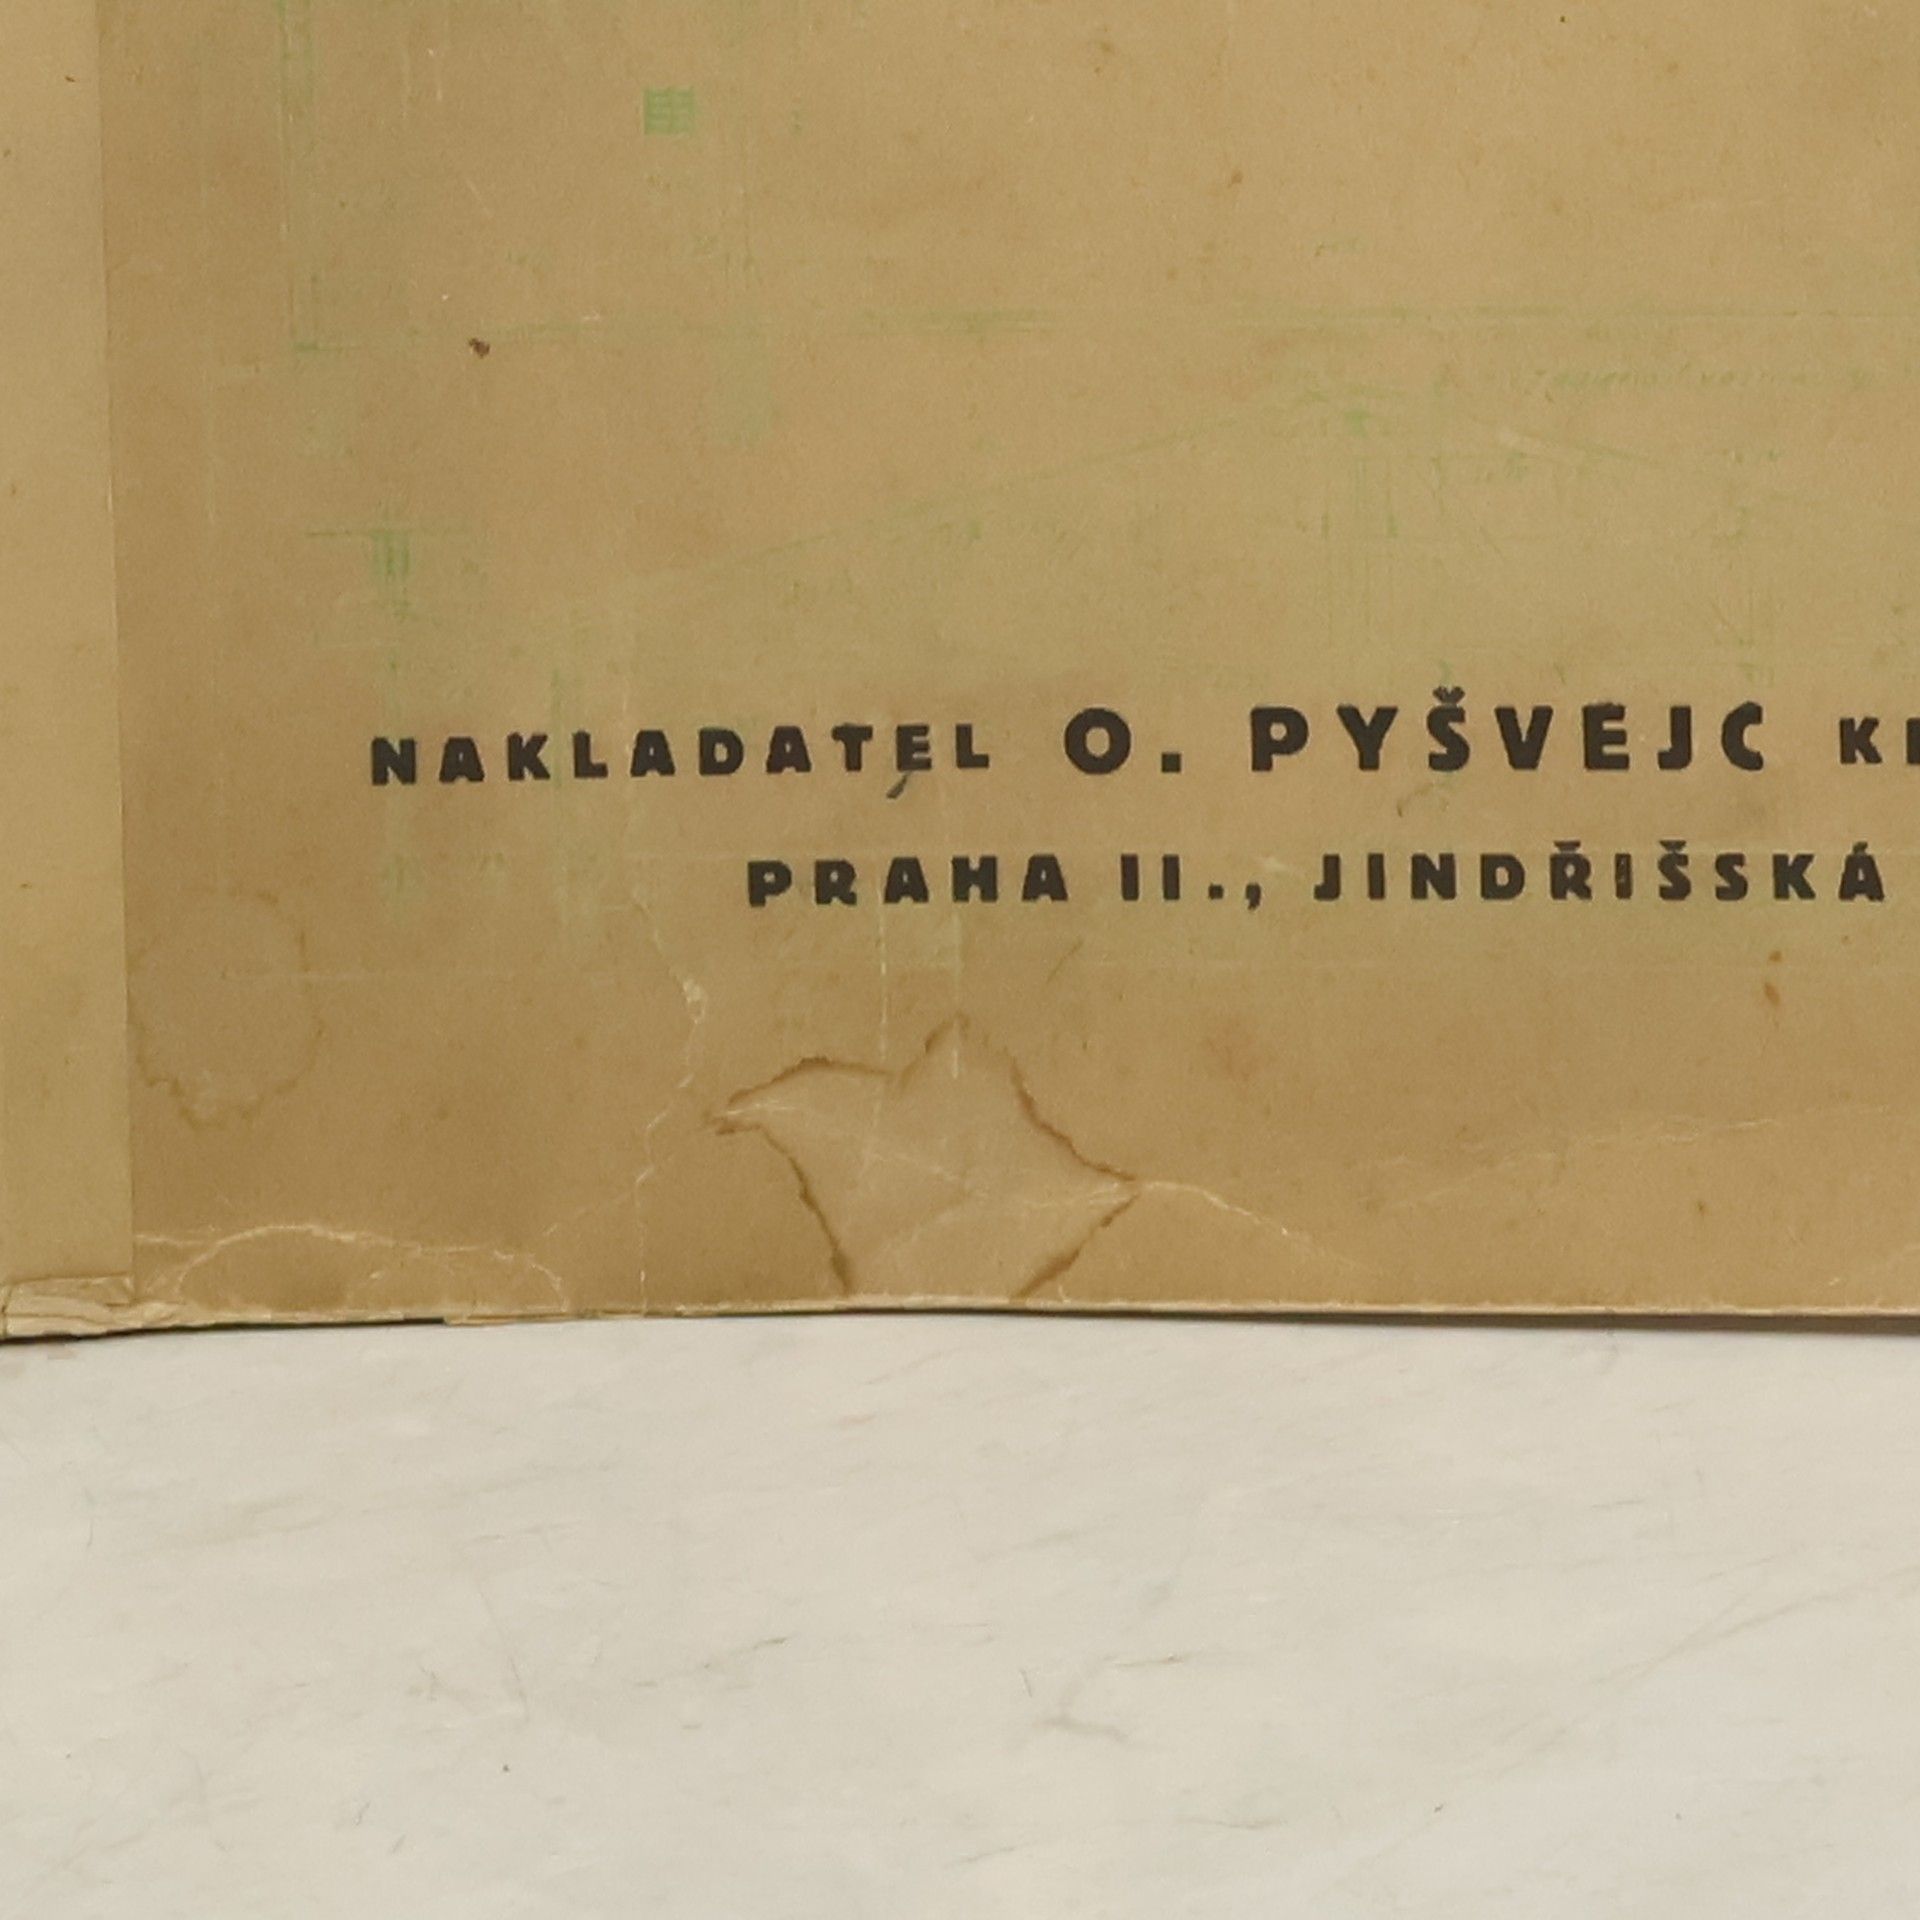 NAKLADATEL O. PYŠVEJC
PRAHA II., JINDŘIŠSKÁ